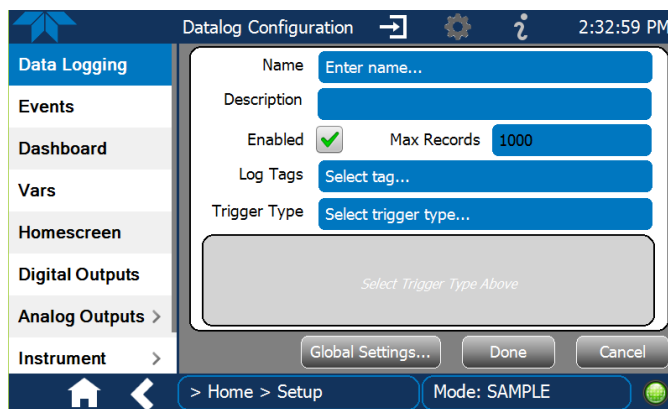 Datalog Configuration
2:32:59 PM
Data Logging
Events
Dashboard
Vars
Homescreen
Digital Outputs
Analog Outputs >
Instrument >
Name Enter name...
Description
Enabled Max Records 1000
Log Tags Select tag...
Trigger Type Select trigger type...
Select Trigger Type Above
Global Settings... Done Cancel
> Home > Setup
Mode: SAMPLE